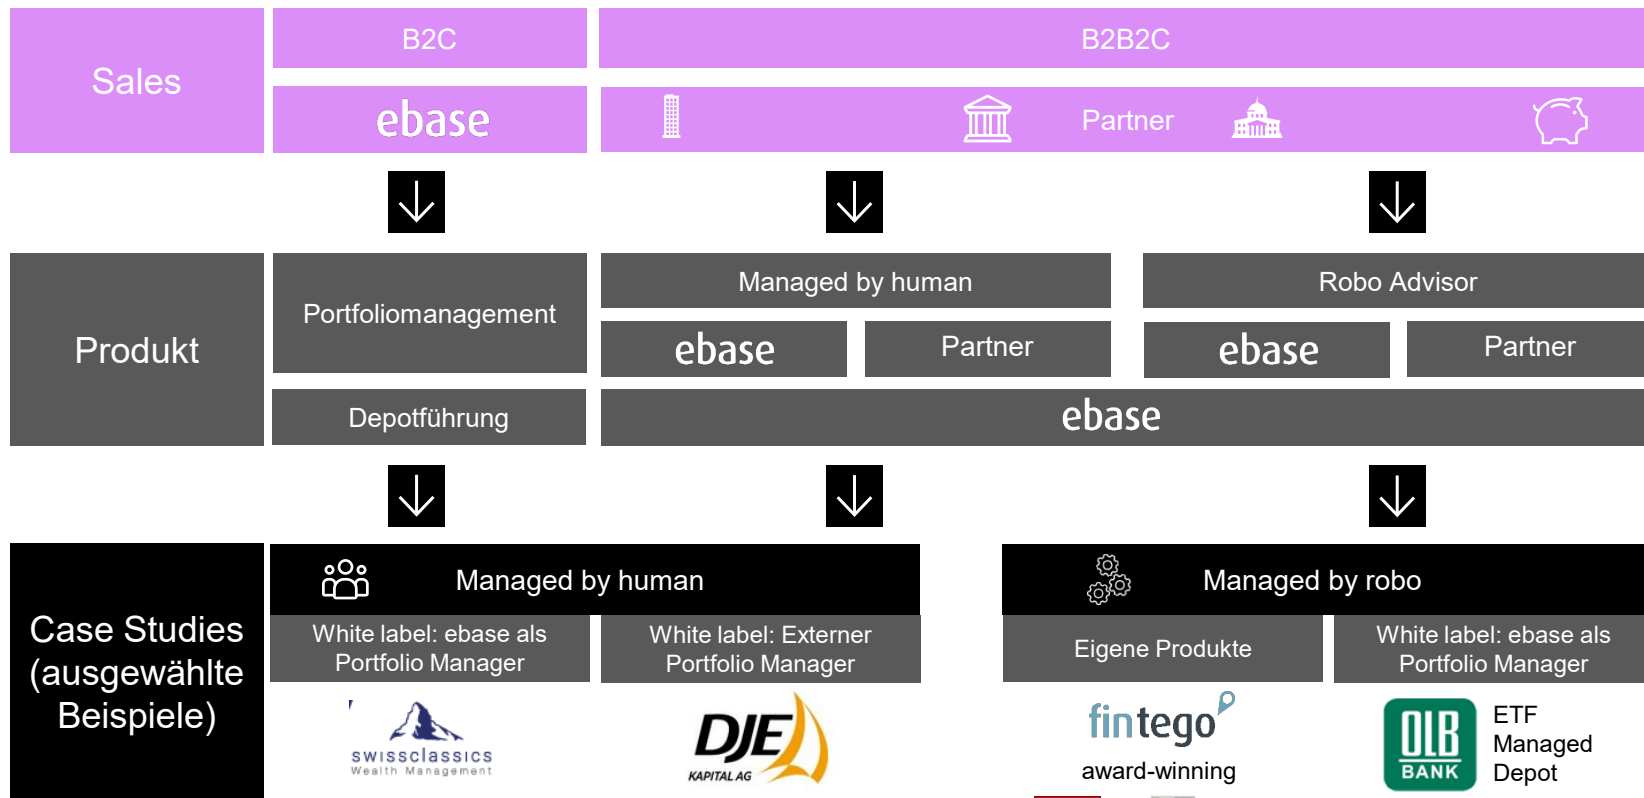 Sales
B2C
B2B2C
ebase
Partner
Produkt
Portfoliomanagement
Managed by human
Robo Advisor
ebase
Partner
ebase
Partner
Depotführung
ebase
Case Studies
(ausgewählte
Beispiele)
Managed by human
Managed by robo
White label: ebase als
Portfolio Manager
White label: Externer
Portfolio Manager
Eigene Produkte
White label: ebase als
Portfolio Manager
swissclassics
Wealth Management
DJE
KAPITAL AG
fintego
award-winning
OLB
BANK
ETF
Managed
Depot